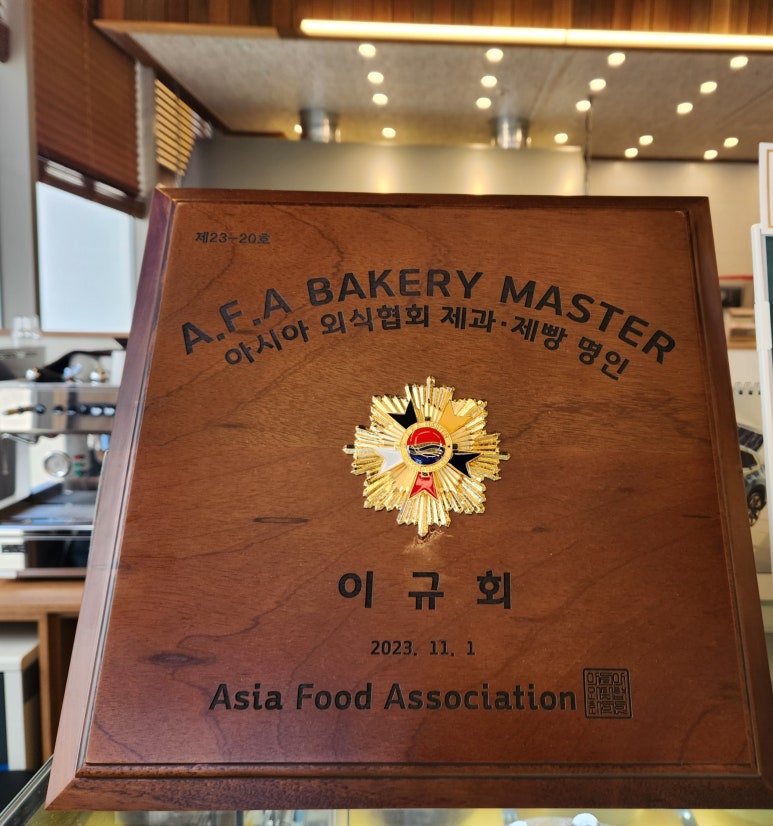 제23-20호
A.F.A BAKERY MASTER
아시아 외식협회 제과·제빵 명인
이규회
2023. 11. 1
Asia Food Association